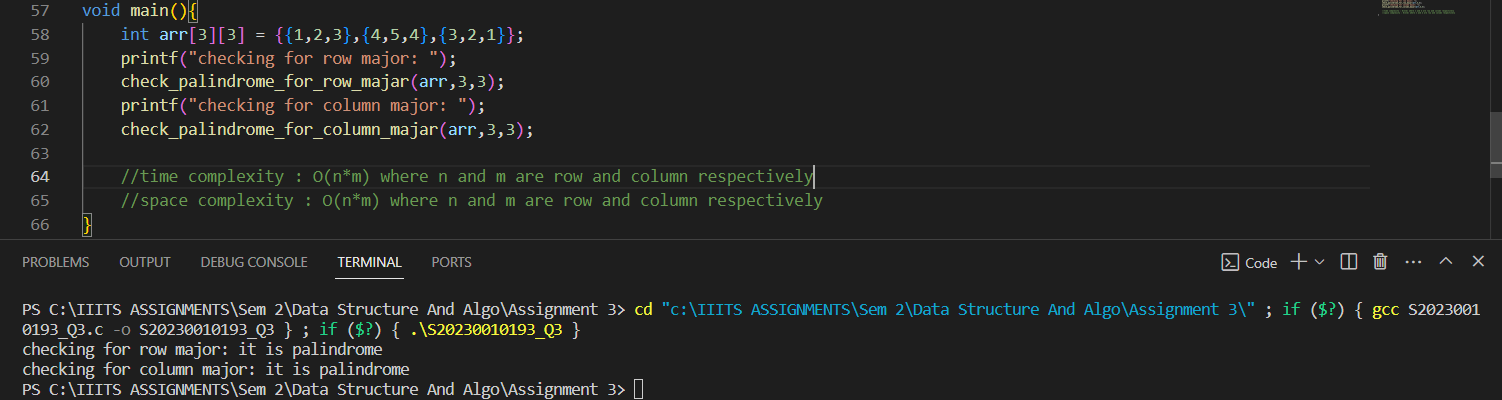 57 void main(){
58 int arr[3][3] = {{1,2,3},{4,5,4},{3,2,1}};
59 printf("checking for row major: ");
60 check_palindrome_for_row_majar(arr,3,3);
61 printf("checking for column major: ");
62 check_palindrome_for_column_majar(arr,3,3);
63
64 //time complexity : O(n*m) where n and m are row and column respectively
65 //space complexity : O(n*m) where n and m are row and column respectively
66 }
PROBLEMS OUTPUT DEBUG CONSOLE TERMINAL PORTS Code
PS C:\IIITS ASSIGNMENTS\Sem 2\Data Structure And Algo\Assignment 3> cd "c:\IIITS ASSIGNMENTS\Sem 2\Data Structure And Algo\Assignment 3\" ; if ($?) { gcc S2023001
0193_Q3.c -o S20230010193_Q3 } ; if ($?) { .\S20230010193_Q3 }
checking for row major: it is palindrome
checking for column major: it is palindrome
PS C:\IIITS ASSIGNMENTS\Sem 2\Data Structure And Algo\Assignment 3>